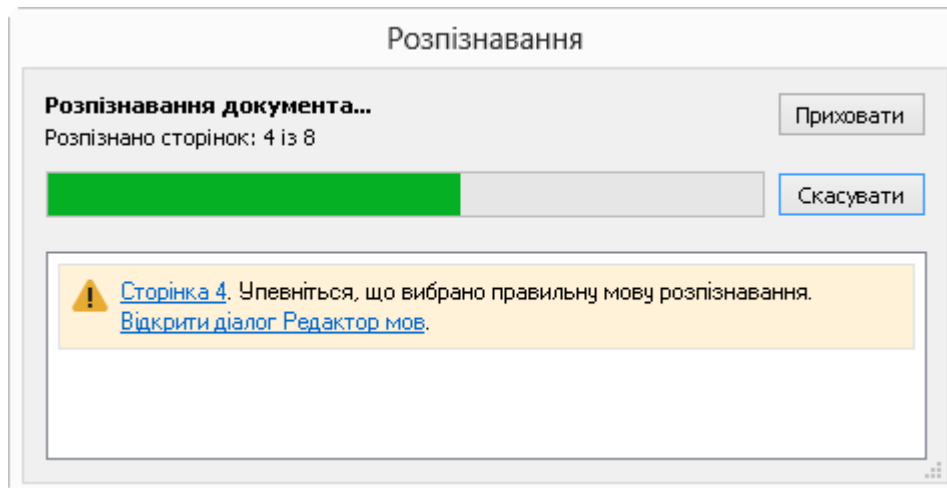 Розпізнавання
Розпізнавання документа...
Розпізнано сторінок: 4 із 8
Приховати
Скасувати
Сторінка 4. Упевніться, що вибрано правильну мову розпізнавання.
Відкрити діалог Редактор мов.